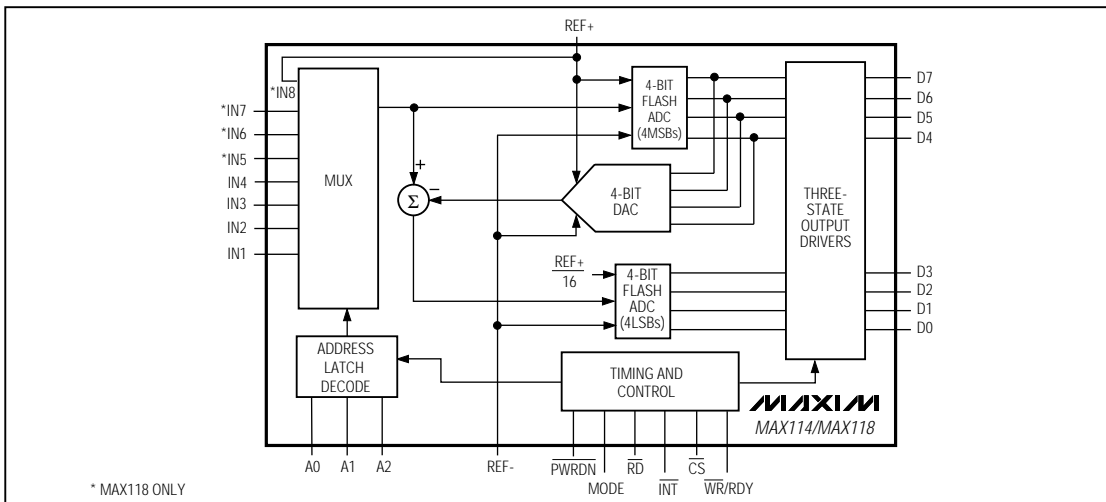 REF+
*IN8
*IN7
*IN6
*IN5
IN4
IN3
IN2
IN1
MUX
+
Σ
−
4-BIT
FLASH
ADC
(4MSBs)
4-BIT
DAC
REF+
16
4-BIT
FLASH
ADC
(4LSBs)
THREE-
STATE
OUTPUT
DRIVERS
D7
D6
D5
D4
D3
D2
D1
D0
ADDRESS
LATCH
DECODE
TIMING AND
CONTROL
MAXIM
MAX114/MAX118
A0
A1
A2
REF-
PWRDN
MODE
RD
INT
CS
WR/RDY
* MAX118 ONLY